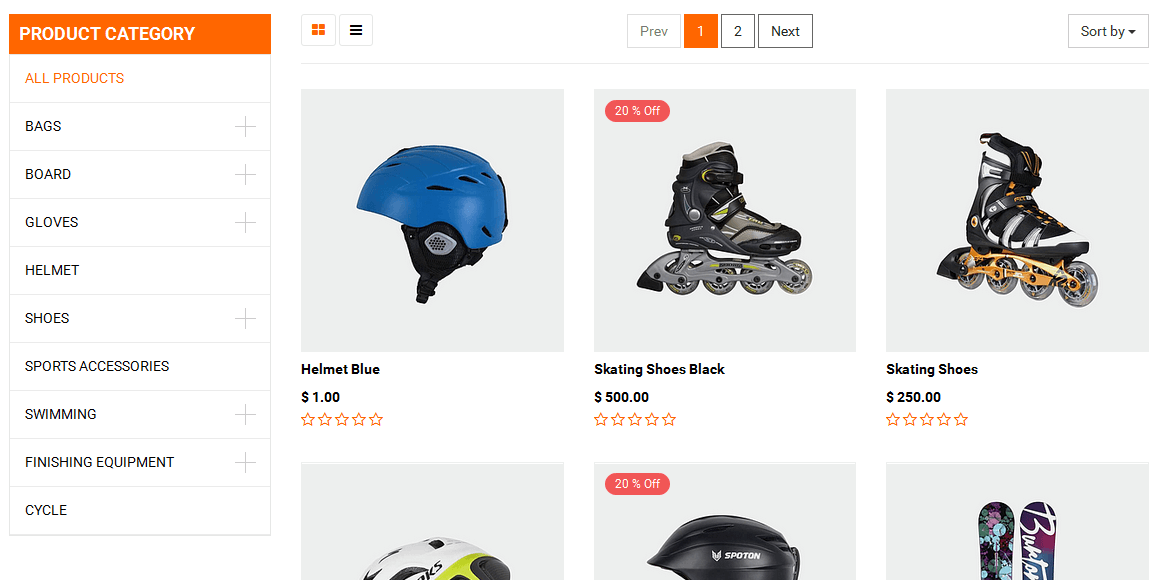 PRODUCT CATEGORY
ALL PRODUCTS
BAGS
BOARD
GLOVES
HELMET
SHOES
SPORTS ACCESSORIES
SWIMMING
FINISHING EQUIPMENT
CYCLE
Prev 1 2 Next
Sort by
20 % Off
Helmet Blue
$ 1.00
Skating Shoes Black
$ 500.00
Skating Shoes
$ 250.00
20 % Off
SPOTON